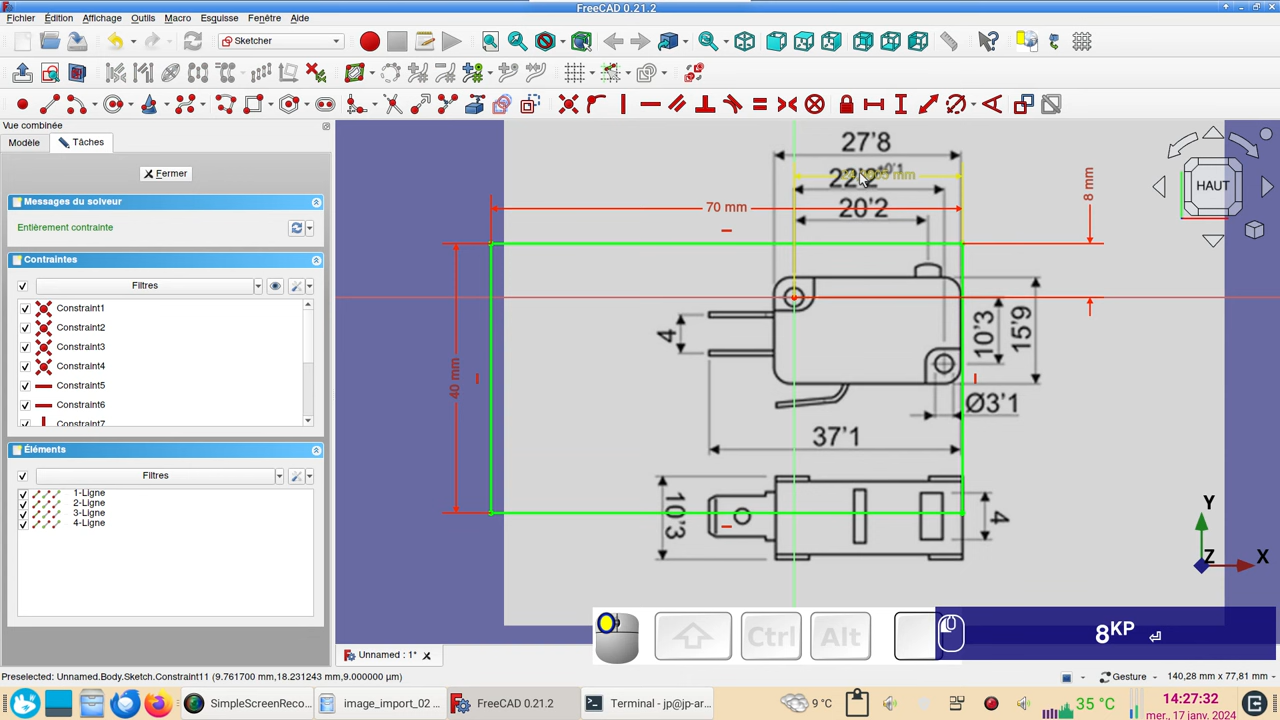 FreeCAD 0.21.2
Fichier Édition Affichage Outils Macro Esquisse Fenêtre Aide
Sketcher
Vue combinée
Modèle Tâches
Fermer
Messages du solveur
Entièrement contrainte
Contraintes
Filtres
Constraint1
Constraint2
Constraint3
Constraint4
Constraint5
Constraint6
Constraint7
Éléments
Filtres
1-Ligne
2-Ligne
3-Ligne
4-Ligne
27'8
22'2±0'1
70 mm
20'2
8 mm
HAUT
4
10'3
15'9
40 mm
Ø3'1
37'1
10'3
4
Y
Z
X
Ctrl
Alt
8KP ⏎
Unnamed : 1*
Preselected: Unnamed.Body.Sketch.Constraint11 (9.761700 mm,18.231243 mm,9.000000 µm)
Gesture
140,28 mm x 77,81 mm
SimpleScreenReco...
image_import_02 ...
FreeCAD 0.21.2
Terminal - jp@jp-ar...
9 °C
35 °C
14:27:32
mer., 17 janv. 2024